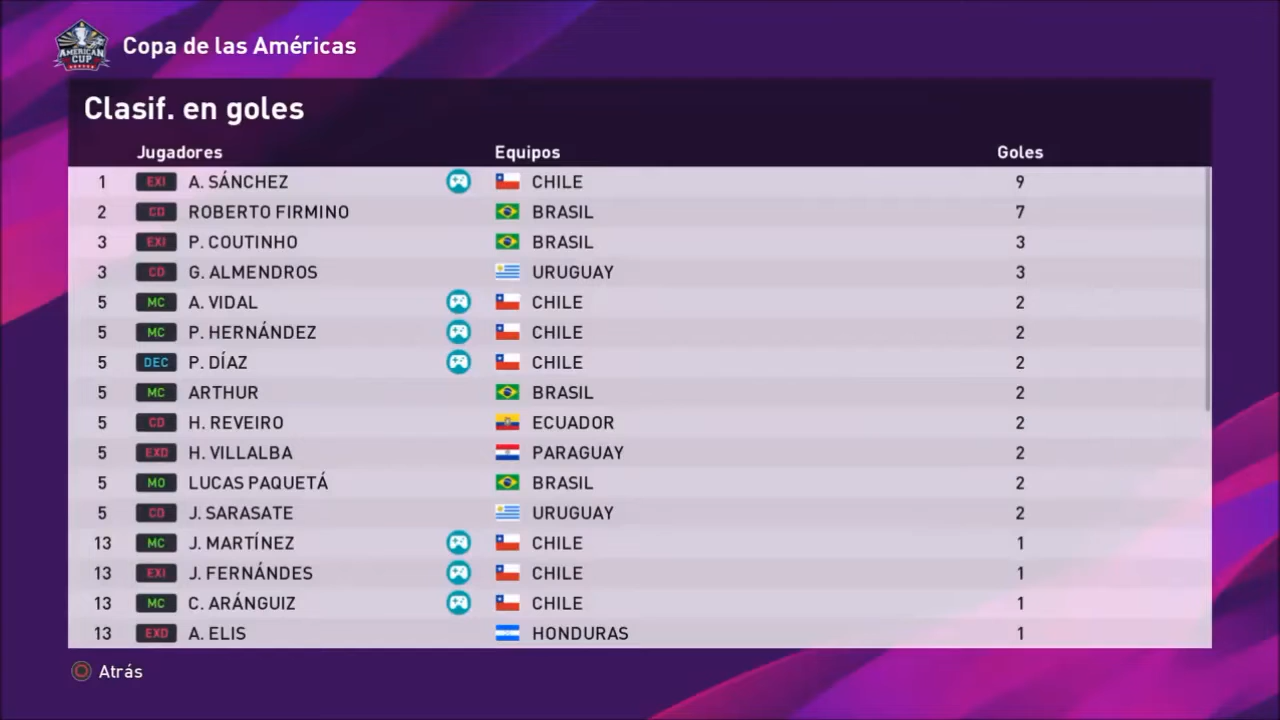 AMERICAN CUP
Copa de las Américas
Clasif. en goles
Jugadores Equipos Goles
1 EXI A. SÁNCHEZ CHILE 9
2 CD ROBERTO FIRMINO BRASIL 7
3 EXI P. COUTINHO BRASIL 3
3 CD G. ALMENDROS URUGUAY 3
5 MC A. VIDAL CHILE 2
5 MC P. HERNÁNDEZ CHILE 2
5 DEC P. DÍAZ CHILE 2
5 MC ARTHUR BRASIL 2
5 CD H. REVEIRO ECUADOR 2
5 EXD H. VILLALBA PARAGUAY 2
5 MO LUCAS PAQUETÁ BRASIL 2
5 CD J. SARASATE URUGUAY 2
13 MC J. MARTÍNEZ CHILE 1
13 EXI J. FERNÁNDES CHILE 1
13 MC C. ARÁNGUIZ CHILE 1
13 EXD A. ELIS HONDURAS 1
Atrás